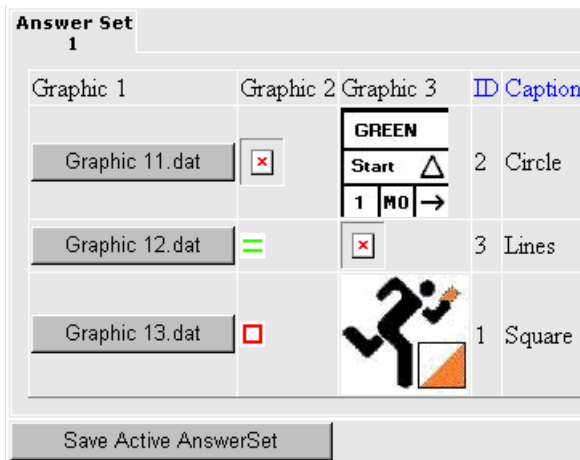 Answer Set
1
Graphic 1 Graphic 2 Graphic 3 ID Caption
Graphic 11.dat GREEN
Start
1 M0 → 2 Circle
Graphic 12.dat 3 Lines
Graphic 13.dat 1 Square
Save Active AnswerSet